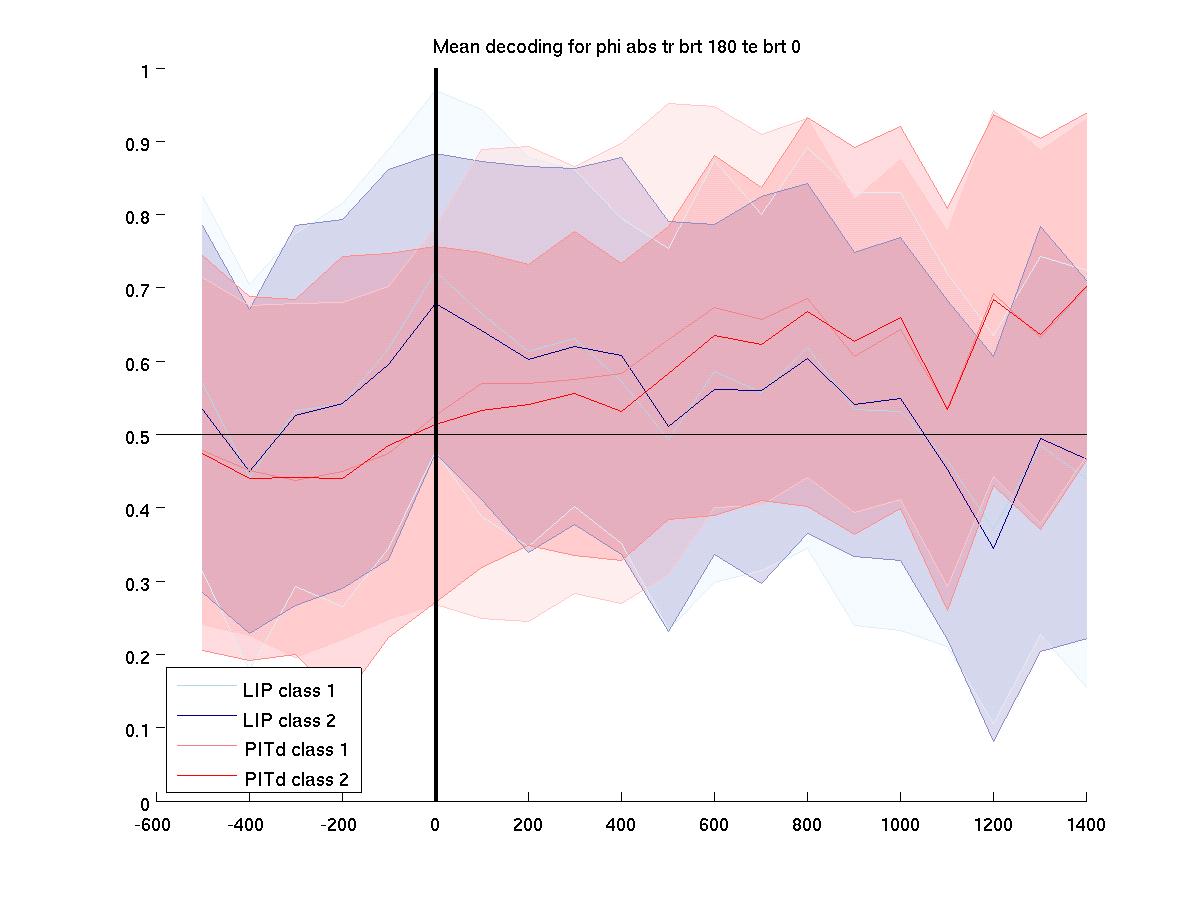 Mean decoding for phi abs tr brt 180 te brt 0
1
0.9
0.8
0.7
0.6
0.5
0.4
0.3
0.2
0.1
0
LIP class 1
LIP class 2
PITd class 1
PITd class 2
-600 -400 -200 0 200 400 600 800 1000 1200 1400